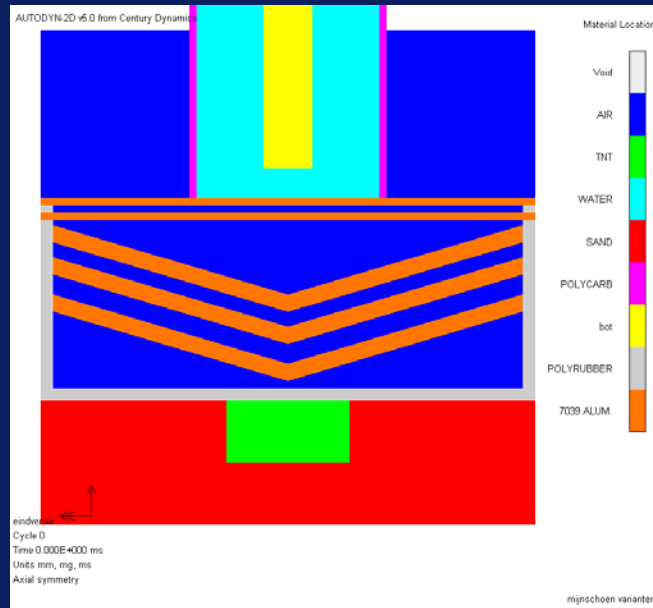 AUTODYN-2D v5.0 from Century Dynamics
Material Location
Void
AIR
TNT
WATER
SAND
POLYCARB
bot
POLYRUBBER
7039 ALUM.
eindversie
Cycle 0
Time 0.000E+000 ms
Units mm, mg, ms
Axial symmetry
mijnschoen varianten